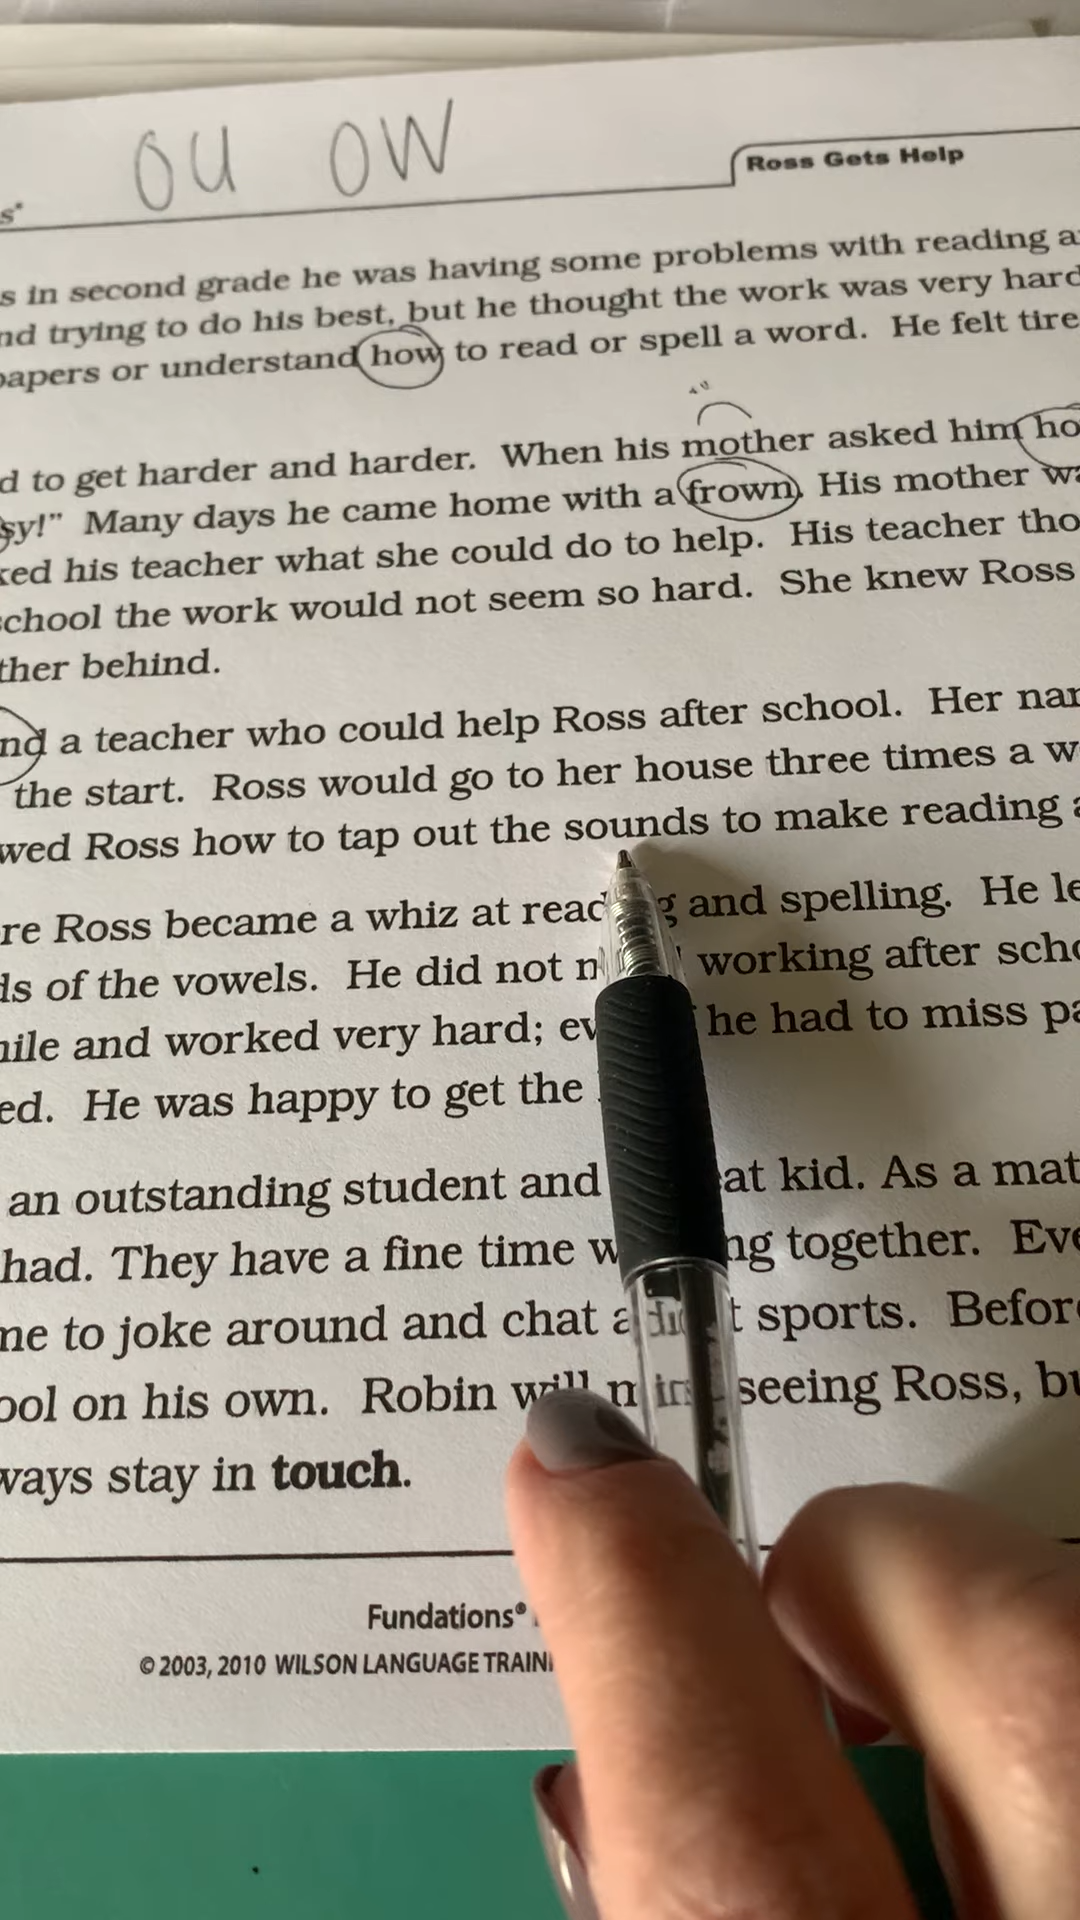 ou ow
Ross Gets Help
s in second grade he was having some problems with reading a
nd trying to do his best, but he thought the work was very hard
papers or understand how to read or spell a word. He felt tire
d to get harder and harder. When his mother asked him ho
sy!" Many days he came home with a frown. His mother wa
ked his teacher what she could do to help. His teacher tho
school the work would not seem so hard. She knew Ross
ther behind.
nd a teacher who could help Ross after school. Her nam
the start. Ross would go to her house three times a w
wed Ross how to tap out the sounds to make reading a
re Ross became a whiz at read g and spelling. He le
ds of the vowels. He did not working after scho
ile and worked very hard; ev he had to miss pa
ed. He was happy to get the
an outstanding student and at kid. As a mat
had. They have a fine time w ng together. Eve
me to joke around and chat a t sports. Before
ool on his own. Robin will seeing Ross, bu
ways stay in touch.
Fundations®
© 2003, 2010 WILSON LANGUAGE TRAINI